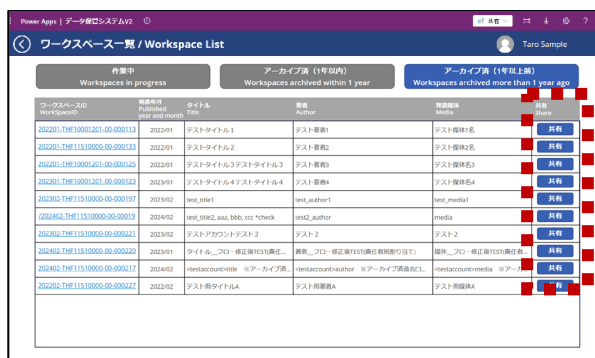 Power Apps | データ保管システムV2
共有
ワークスペース一覧 / Workspace List
Taro Sample
作業中
Workspaces in progress
アーカイブ済（1年以内）
Workspaces archived within 1 year
アーカイブ済（1年以上前）
Workspaces archived more than 1 year ago
ワークスペースID
WorkSpaceID
発表年月
Published
year and month
タイトル
Title
著者
Author
発表媒体
Media
共有
Share
202201-THF10001201-00-000113 2022/01 テストタイトル１ テスト著者1 テスト媒体1名 共有
202201-THF11510000-00-000133 2022/01 テストタイトル２ テスト著者2 テスト媒体2名 共有
202201-THF11510000-00-000125 2022/01 テストタイトル３テストタイトル３ テスト著者3 テスト媒体名3 共有
202301-THF10001201-00-000123 2023/01 テストタイトル４テストタイトル４ テスト著者4 テスト媒体名4 共有
202302-THF11510000-00-000197 2023/02 test_title1 test_author1 test_media1 共有
/202402-THF11510000-00-00019 2024/02 test_title2, aaa, bbb, ccc *check test2_author media 共有
202302-THF11510000-00-000221 2023/02 テストアカウントテスト２ テスト２ テスト２ 共有
202402-THF11510000-00-000220 2023/01 タイトル＿フロー修正後TEST(責任... 著者＿フロー修正後TEST(責任者割り当て) 媒体＿フロー修正後TEST(責任者... 共有
202402-THF11510000-00-000217 2024/02 <testaccount>title ※アーカイブ済... <testaccount>author ※アーカイブ済 <testaccount>media ※アーカ 共有
202202-THF11510000-00-000227 2022/02 テスト用タイトルA テスト用著者A テスト用媒体A 共有